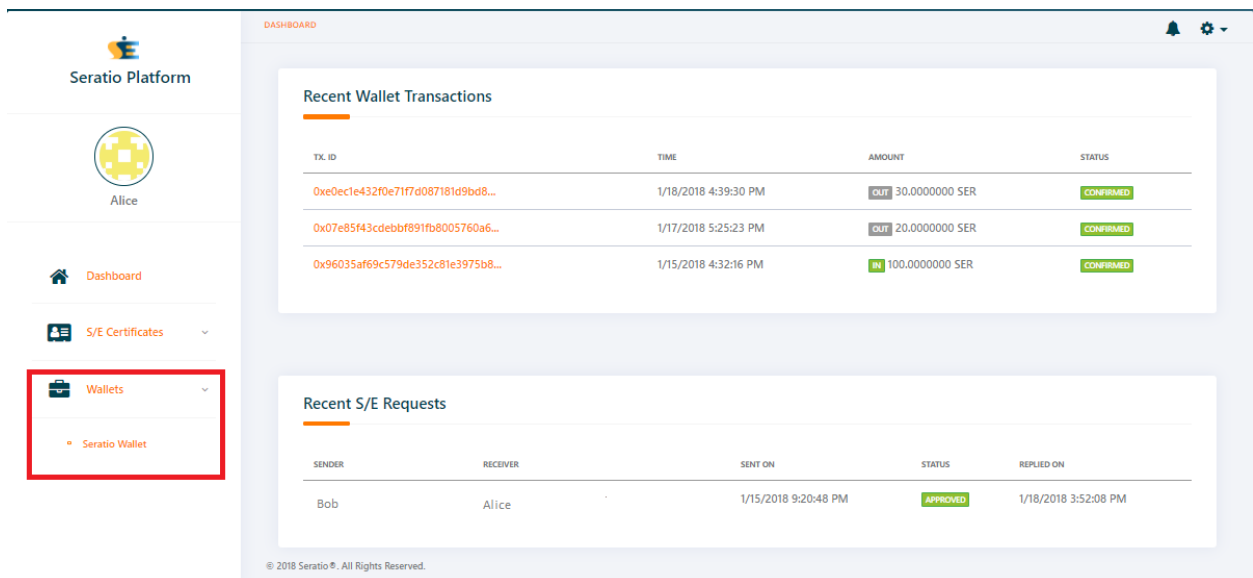 DASHBOARD
Seratio Platform
Alice
Dashboard
S/E Certificates
Wallets
Seratio Wallet
Recent Wallet Transactions
TX. ID TIME AMOUNT STATUS
0xe0ec1e432f0e71f7d087181d9bd8... 1/18/2018 4:39:30 PM OUT 30.0000000 SER CONFIRMED
0x07e85f43cdebbf891fb8005760a6... 1/17/2018 5:25:23 PM OUT 20.0000000 SER CONFIRMED
0x96035af69c579de352c81e3975b8... 1/15/2018 4:32:16 PM IN 100.0000000 SER CONFIRMED
Recent S/E Requests
SENDER RECEIVER SENT ON STATUS REPLIED ON
Bob Alice 1/15/2018 9:20:48 PM APPROVED 1/18/2018 3:52:08 PM
© 2018 Seratio®. All Rights Reserved.